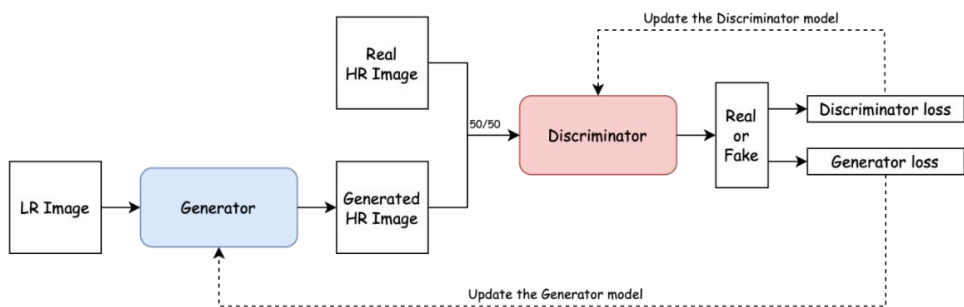 Update the Discriminator model
Real
HR Image
50/50
Discriminator
Real
or
Fake
Discriminator loss
Generator loss
LR Image
Generator
Generated
HR Image
Update the Generator model